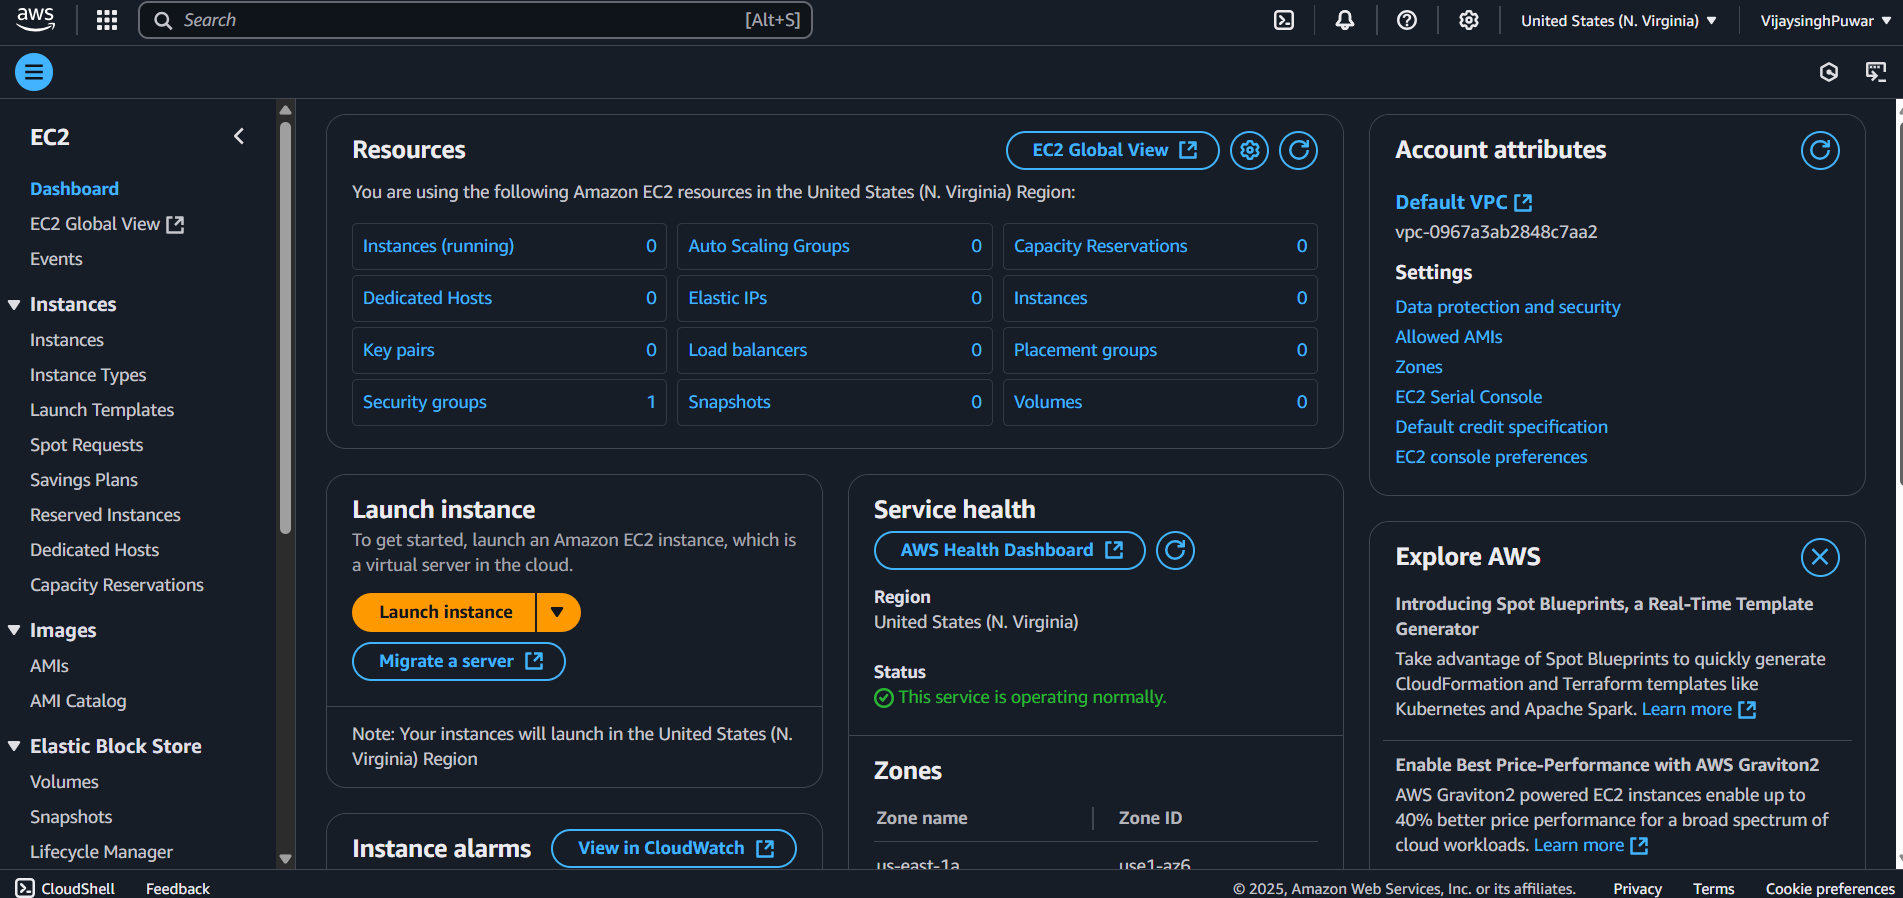 aws
Search [Alt+S]
United States (N. Virginia)
VijaysinghPuwar
EC2
Dashboard
EC2 Global View
Events
Instances
Instances
Instance Types
Launch Templates
Spot Requests
Savings Plans
Reserved Instances
Dedicated Hosts
Capacity Reservations
Images
AMIs
AMI Catalog
Elastic Block Store
Volumes
Snapshots
Lifecycle Manager
Resources
EC2 Global View
You are using the following Amazon EC2 resources in the United States (N. Virginia) Region:
Instances (running) 0
Auto Scaling Groups 0
Capacity Reservations 0
Dedicated Hosts 0
Elastic IPs 0
Instances 0
Key pairs 0
Load balancers 0
Placement groups 0
Security groups 1
Snapshots 0
Volumes 0
Launch instance
To get started, launch an Amazon EC2 instance, which is
a virtual server in the cloud.
Launch instance
Migrate a server
Note: Your instances will launch in the United States (N.
Virginia) Region
Instance alarms
View in CloudWatch
Service health
AWS Health Dashboard
Region
United States (N. Virginia)
Status
This service is operating normally.
Zones
Zone name
Zone ID
us-east-1a
use1-az6
Account attributes
Default VPC
vpc-0967a3ab2848c7aa2
Settings
Data protection and security
Allowed AMIs
Zones
EC2 Serial Console
Default credit specification
EC2 console preferences
Explore AWS
Introducing Spot Blueprints, a Real-Time Template
Generator
Take advantage of Spot Blueprints to quickly generate
CloudFormation and Terraform templates like
Kubernetes and Apache Spark. Learn more
Enable Best Price-Performance with AWS Graviton2
AWS Graviton2 powered EC2 instances enable up to
40% better price performance for a broad spectrum of
cloud workloads. Learn more
CloudShell
Feedback
© 2025, Amazon Web Services, Inc. or its affiliates.
Privacy
Terms
Cookie preferences